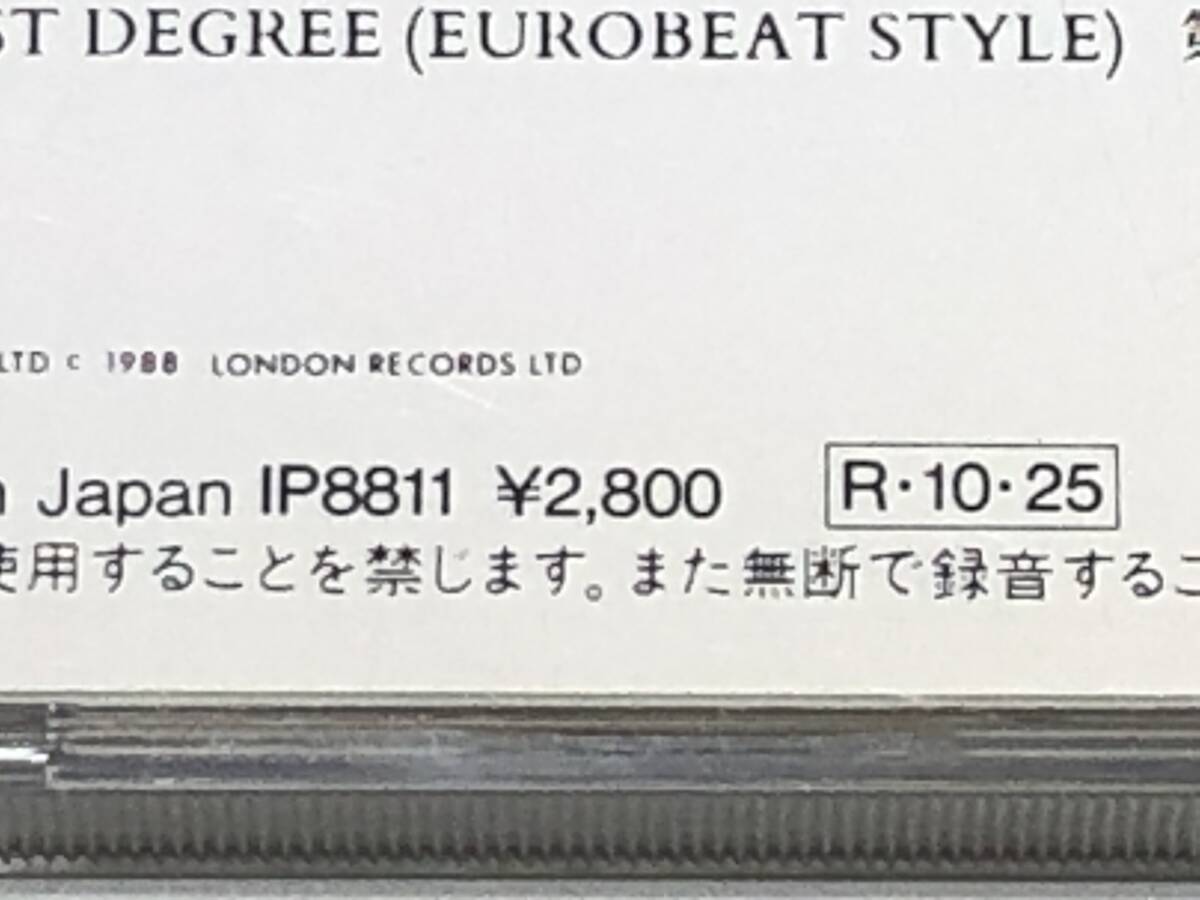 ST DEGREE (EUROBEAT STYLE)
LTD c 1988 LONDON RECORDS LTD
Japan IP8811 ¥2,800 R・10・25
使用することを禁じます。また無断で録音するこ